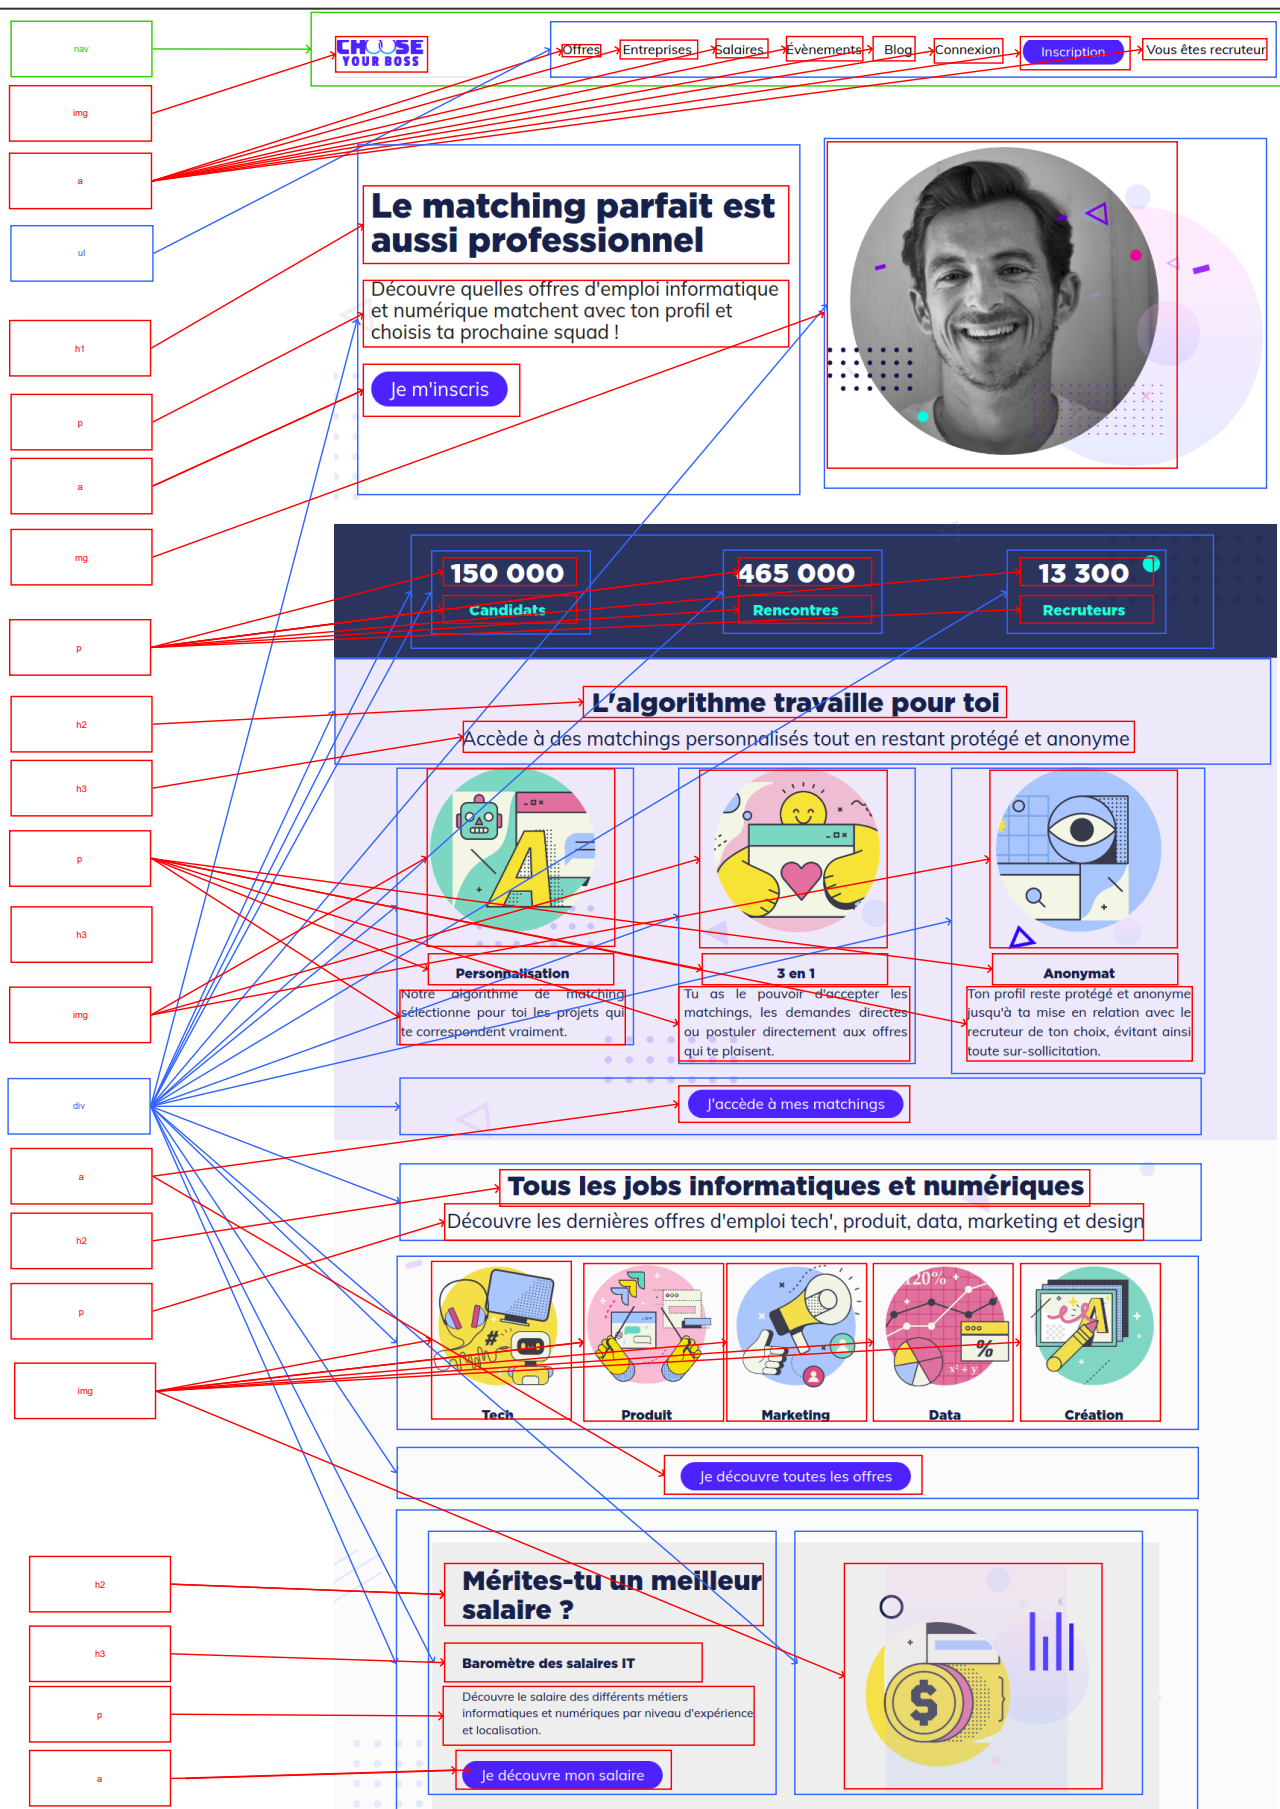 nav
CHOOSE
YOUR BOSS
Offres
Entreprises
Salaires
Évènements
Blog
Connexion
Inscription
Vous êtes recruteur
img
a
ul
Le matching parfait est
aussi professionnel
h1
Découvre quelles offres d'emploi informatique
et numérique matchent avec ton profil et
choisis ta prochaine squad !
p
Je m'inscris
a
mg
150 000
465 000
13 300
Candidats
Rencontres
Recruteurs
p
h2
L'algorithme travaille pour toi
Accède à des matchings personnalisés tout en restant protégé et anonyme
h3
p
h3
img
Personnalisation
3 en 1
Anonymat
Notre algorithme de matching
sélectionne pour toi les projets qui
te correspondent vraiment.
Tu as le pouvoir d'accepter les
matchings, les demandes directes
ou postuler directement aux offres
qui te plaisent.
Ton profil reste protégé et anonyme
jusqu'à ta mise en relation avec le
recruteur de ton choix, évitant ainsi
toute sur-sollicitation.
div
J'accède à mes matchings
a
Tous les jobs informatiques et numériques
h2
Découvre les dernières offres d'emploi tech', produit, data, marketing et design
p
img
120%
%
x² + y
#
Tech
Produit
Marketing
Data
Création
Je découvre toutes les offres
h2
Mérites-tu un meilleur
salaire ?
h3
Baromètre des salaires IT
p
Découvre le salaire des différents métiers
informatiques et numériques par niveau d'expérience
et localisation.
€
$
a
Je découvre mon salaire